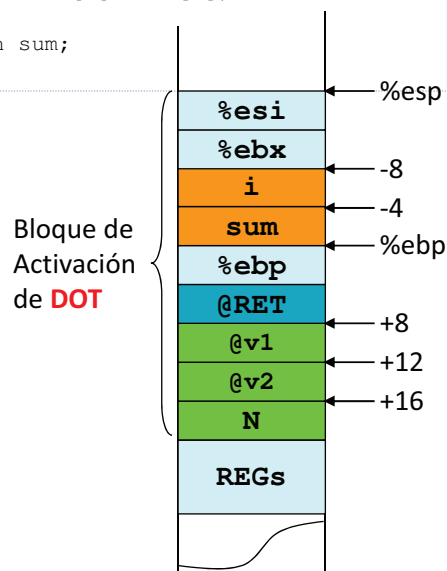 n sum;
%esp
%esi
%ebx
-8
i
-4
sum
%ebp
Bloque de
Activación
de DOT
%ebp
@RET
+8
@v1
+12
@v2
+16
N
REGs